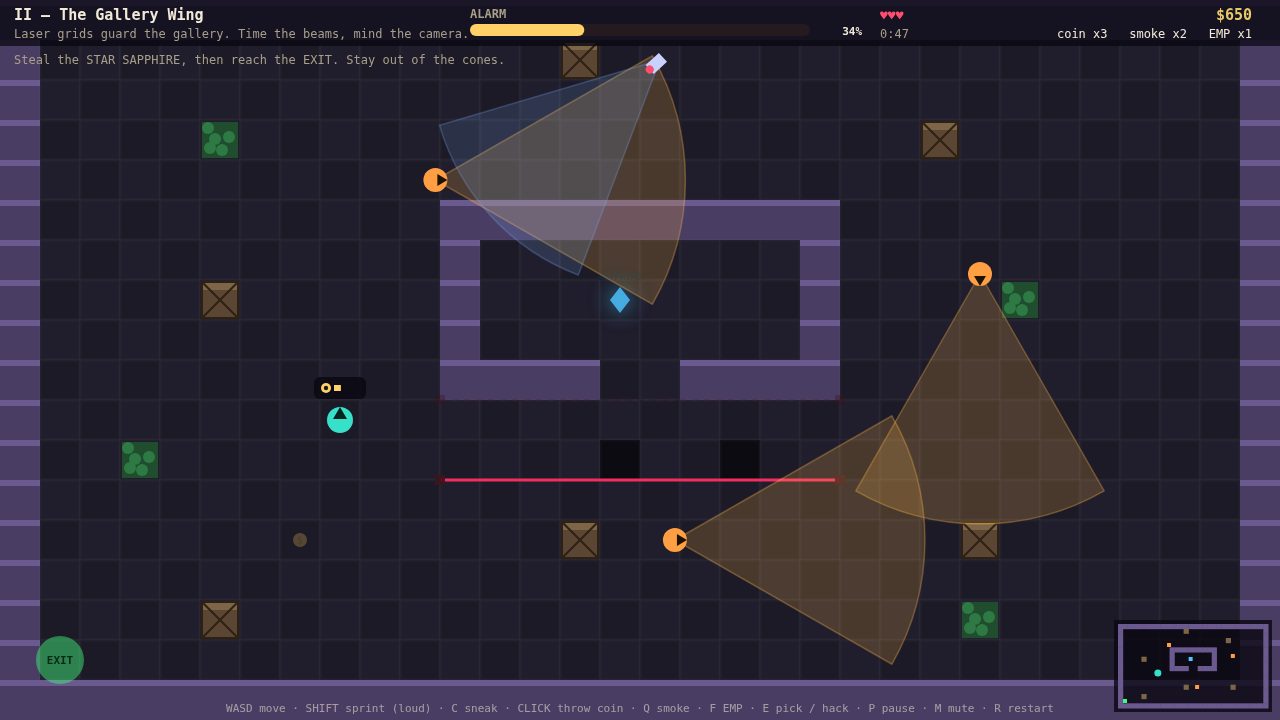 II — The Gallery Wing
Laser grids guard the gallery. Time the beams, mind the camera.
ALARM
34%
♥♥♥
0:47
$650
coin x3 smoke x2 EMP x1
Steal the STAR SAPPHIRE, then reach the EXIT. Stay out of the cones.
EXIT
WASD move · SHIFT sprint (loud) · C sneak · CLICK throw coin · Q smoke · F EMP · E pick / hack · P pause · M mute · R restart